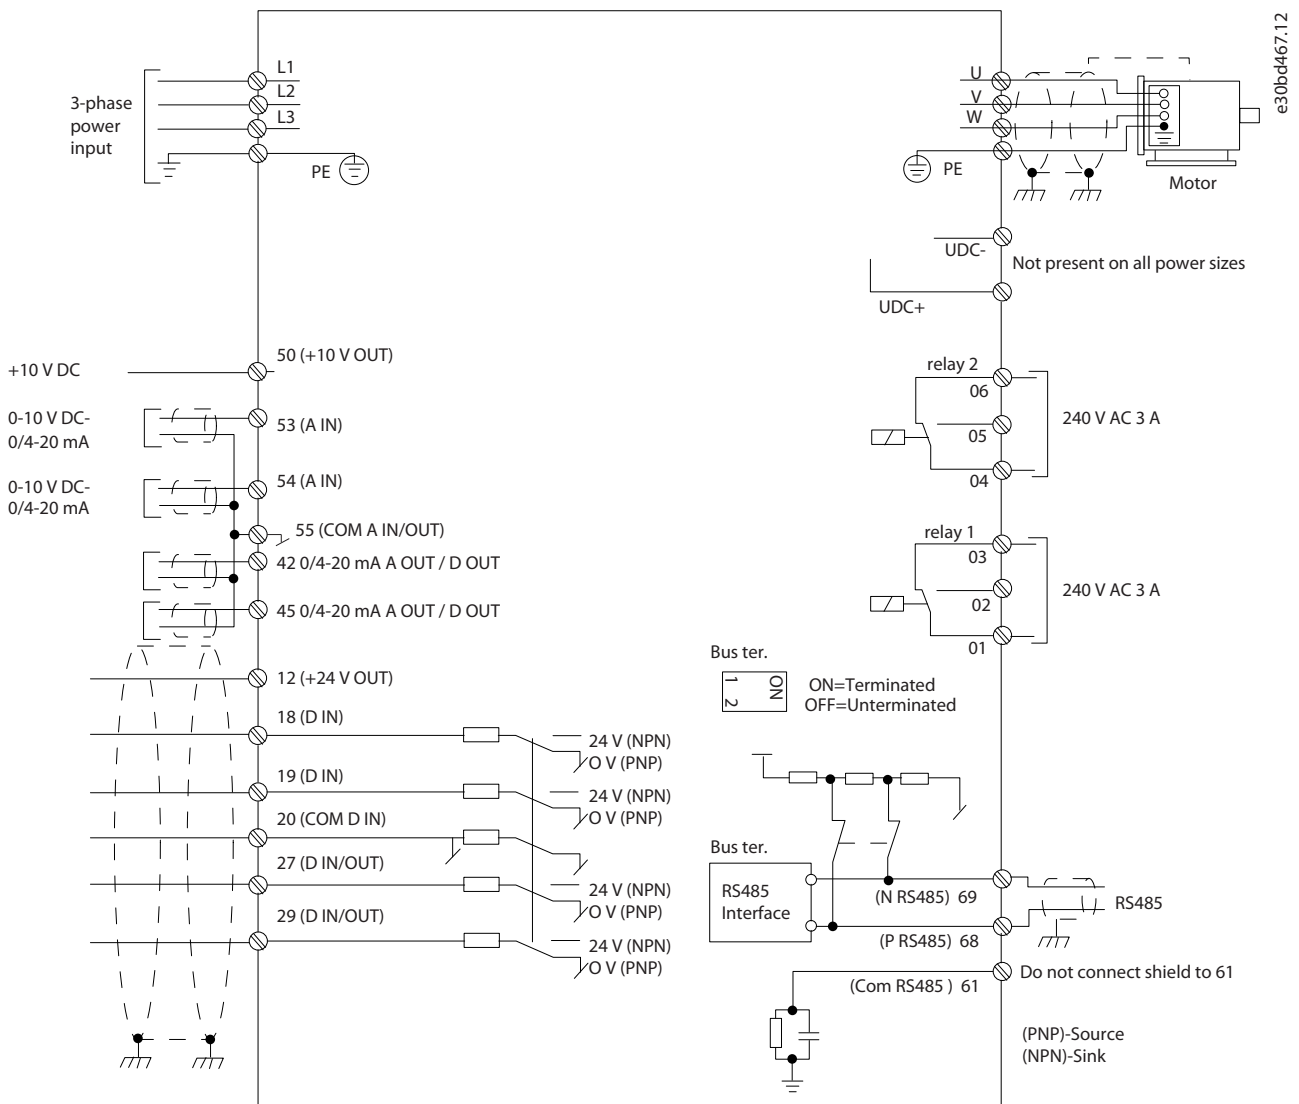 e30bd467.12
3-phase
power
input
L1
L2
L3
PE
U
V
W
PE
Motor
UDC-
Not present on all power sizes
UDC+
+10 V DC
50 (+10 V OUT)
0-10 V DC-
0/4-20 mA
53 (A IN)
0-10 V DC-
0/4-20 mA
54 (A IN)
55 (COM A IN/OUT)
42 0/4-20 mA A OUT / D OUT
45 0/4-20 mA A OUT / D OUT
12 (+24 V OUT)
18 (D IN)
24 V (NPN)
O V (PNP)
19 (D IN)
24 V (NPN)
O V (PNP)
20 (COM D IN)
27 (D IN/OUT)
24 V (NPN)
O V (PNP)
29 (D IN/OUT)
24 V (NPN)
O V (PNP)
relay 2
06
05
04
240 V AC 3 A
relay 1
03
02
01
240 V AC 3 A
Bus ter.
1
2
ON
ON=Terminated
OFF=Unterminated
Bus ter.
RS485
Interface
(N RS485) 69
RS485
(P RS485) 68
(Com RS485 ) 61
Do not connect shield to 61
(PNP)-Source
(NPN)-Sink